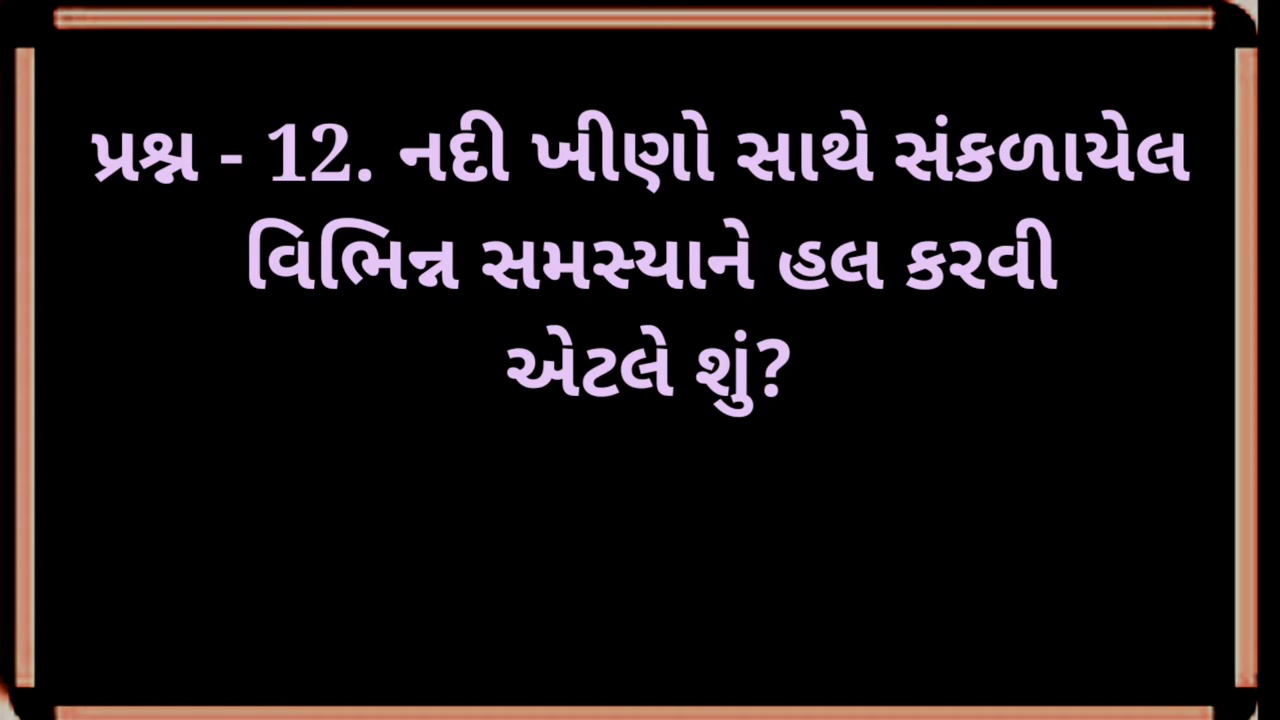 પ્રશ્ન - 12. નદી ખીણો સાથે સંકળાયેલ
વિભિન્ન સમસ્યાને હલ કરવી
એટલે શું?